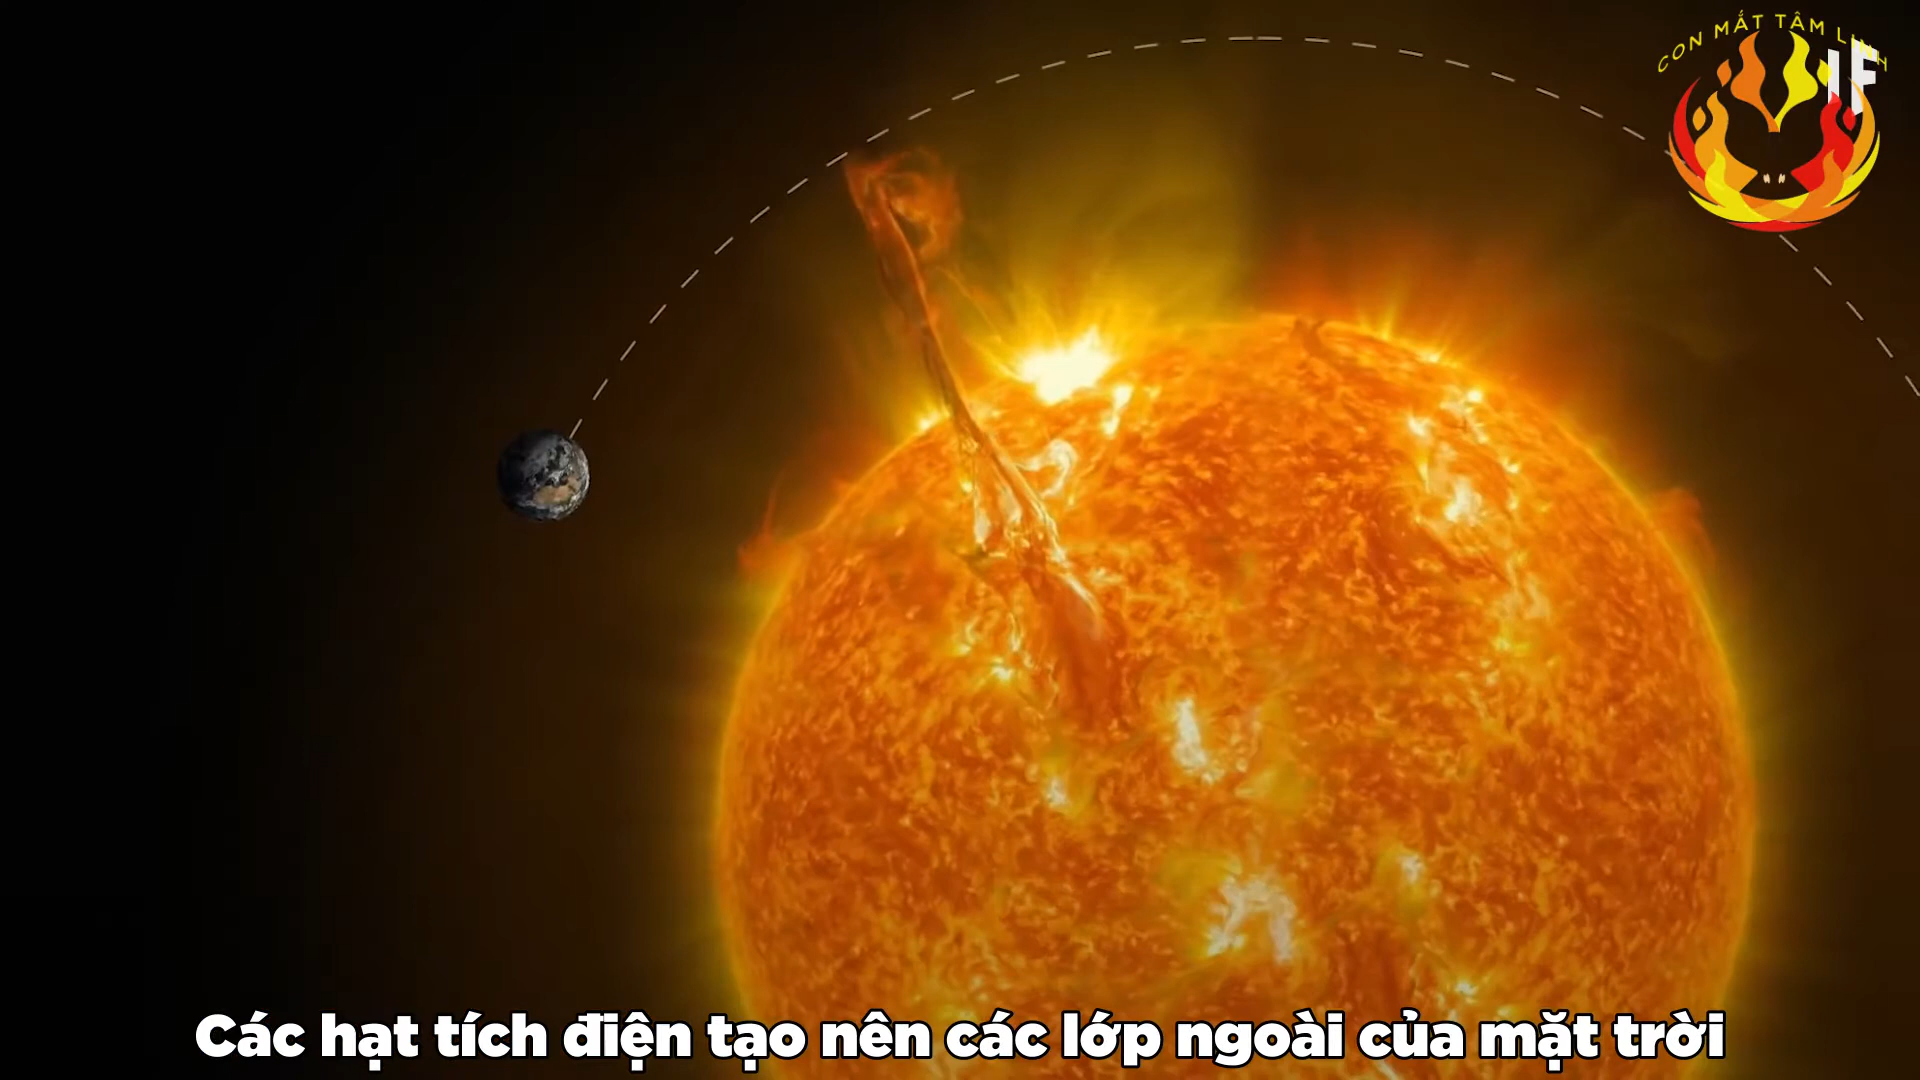 CON MẮT TÂM LINH
IF
Các hạt tích điện tạo nên các lớp ngoài của mặt trời